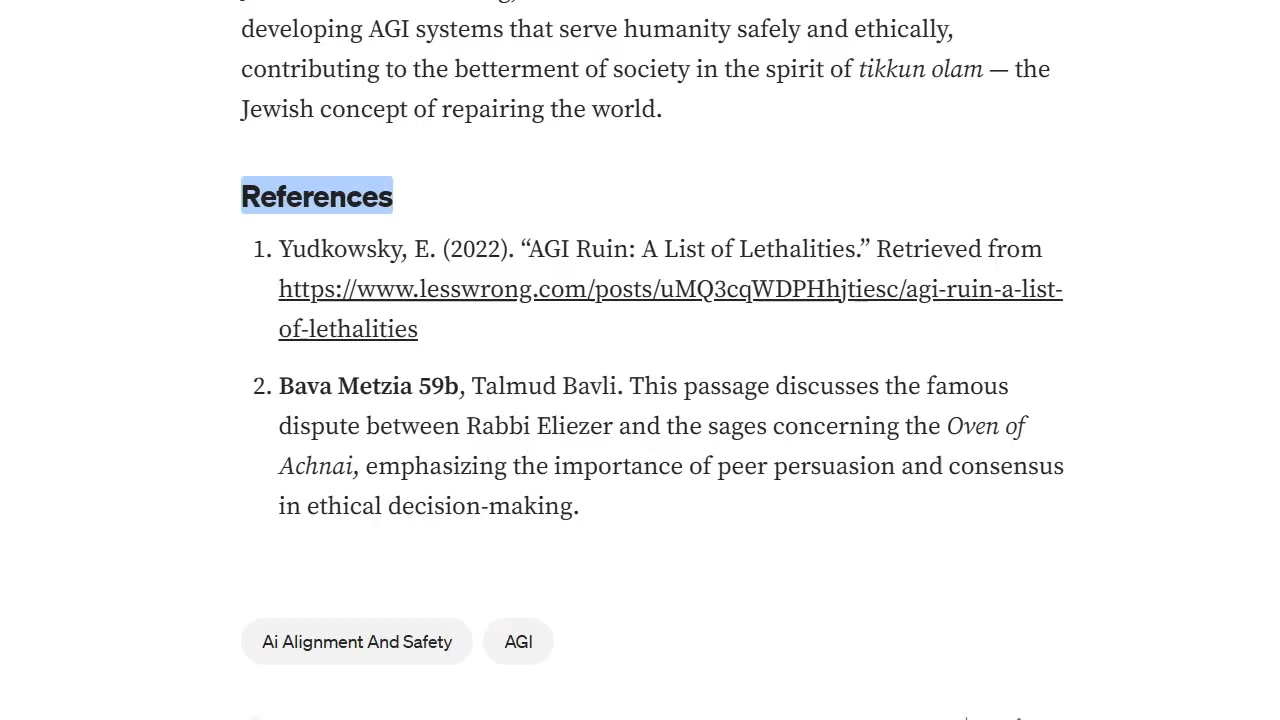 developing AGI systems that serve humanity safely and ethically,
contributing to the betterment of society in the spirit of tikkun olam — the
Jewish concept of repairing the world.
References
1. Yudkowsky, E. (2022). “AGI Ruin: A List of Lethalities.” Retrieved from
https://www.lesswrong.com/posts/uMQ3cqWDPHhjtiesc/agi-ruin-a-list-
of-lethalities
2. Bava Metzia 59b, Talmud Bavli. This passage discusses the famous
dispute between Rabbi Eliezer and the sages concerning the Oven of
Achnai, emphasizing the importance of peer persuasion and consensus
in ethical decision-making.
Ai Alignment And Safety
AGI